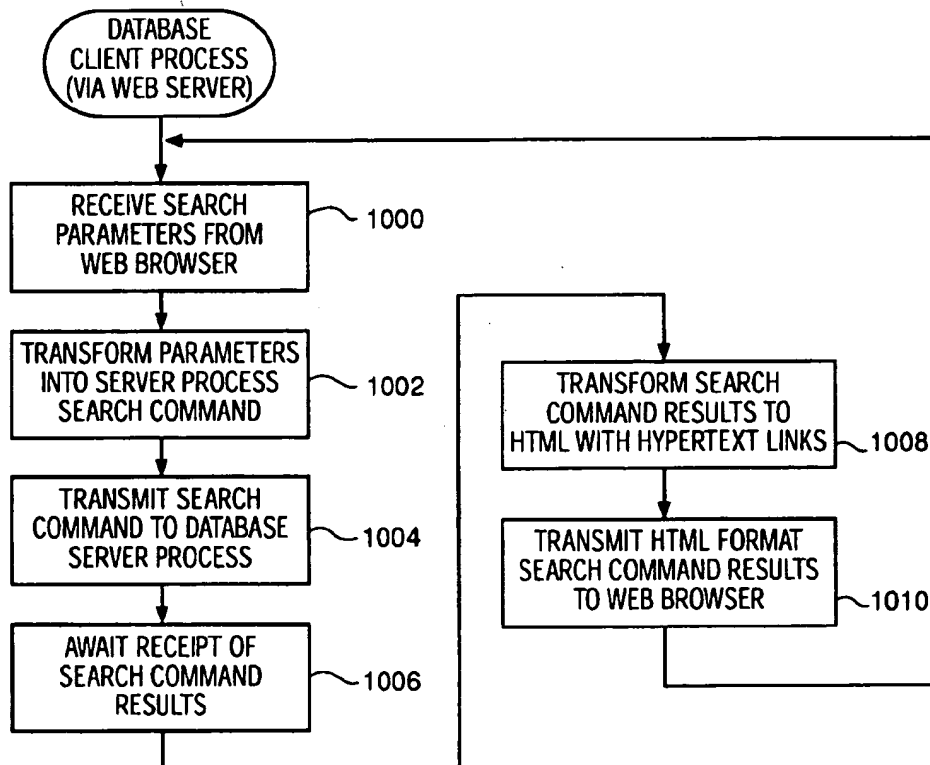 DATABASE
CLIENT PROCESS
(VIA WEB SERVER)
RECEIVE SEARCH
PARAMETERS FROM
WEB BROWSER
1000
TRANSFORM PARAMETERS
INTO SERVER PROCESS
SEARCH COMMAND
1002
TRANSMIT SEARCH
COMMAND TO DATABASE
SERVER PROCESS
1004
AWAIT RECEIPT OF
SEARCH COMMAND
RESULTS
1006
TRANSFORM SEARCH
COMMAND RESULTS TO
HTML WITH HYPERTEXT LINKS
1008
TRANSMIT HTML FORMAT
SEARCH COMMAND RESULTS
TO WEB BROWSER
1010